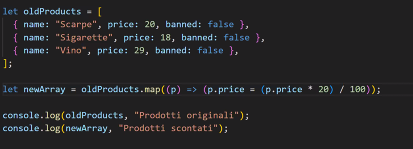 let oldProducts = [
  { name: "Scarpe", price: 20, banned: false },
  { name: "Sigarette", price: 18, banned: false },
  { name: "Vino", price: 29, banned: false },
];
let newArray = oldProducts.map((p) => (p.price = (p.price * 20) / 100));
console.log(oldProducts, "Prodotti originali");
console.log(newArray, "Prodotti scontati");